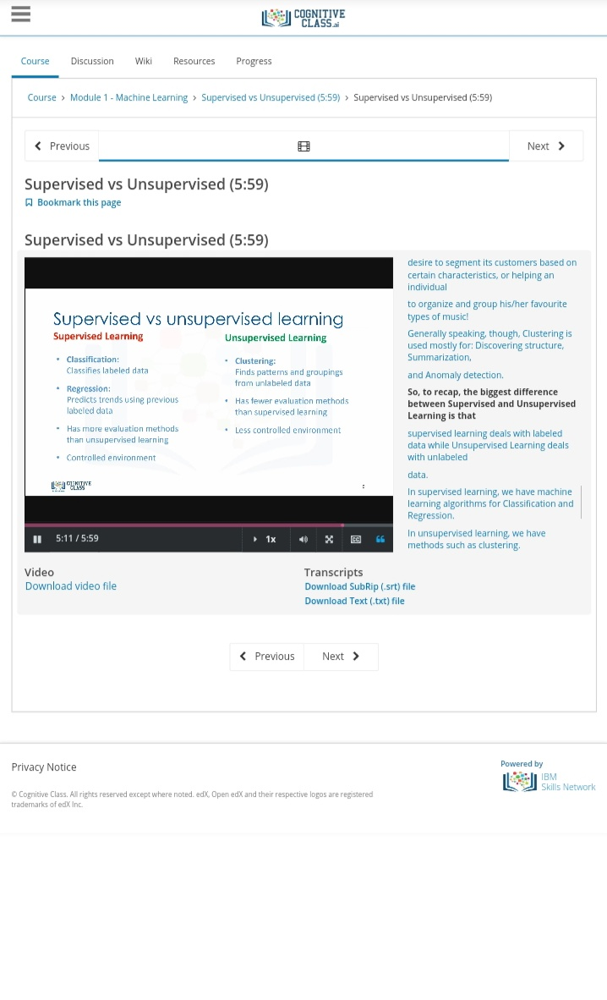 COGNITIVE
CLASS.ai
Course Discussion Wiki Resources Progress
Course > Module 1 - Machine Learning > Supervised vs Unsupervised (5:59) > Supervised vs Unsupervised (5:59)
Previous
Next
Supervised vs Unsupervised (5:59)
Bookmark this page
Supervised vs Unsupervised (5:59)
Supervised vs unsupervised learning
Supervised Learning
• Classification:
Classifies labeled data
• Regression:
Predicts trends using previous
labeled data
• Has more evaluation methods
than unsupervised learning
• Controlled environment
Unsupervised Learning
• Clustering:
Finds patterns and groupings
from unlabeled data
• Has fewer evaluation methods
than supervised learning
• Less controlled environment
COGNITIVE
CLASS
5:11 / 5:59
1x
CC
desire to segment its customers based on
certain characteristics, or helping an
individual
to organize and group his/her favourite
types of music!
Generally speaking, though, Clustering is
used mostly for: Discovering structure,
Summarization,
and Anomaly detection.
So, to recap, the biggest difference
between Supervised and Unsupervised
Learning is that
supervised learning deals with labeled
data while Unsupervised Learning deals
with unlabeled
data.
In supervised learning, we have machine
learning algorithms for Classification and
Regression.
In unsupervised learning, we have
methods such as clustering.
Video
Download video file
Transcripts
Download SubRip (.srt) file
Download Text (.txt) file
Previous
Next
Privacy Notice
© Cognitive Class. All rights reserved except where noted. edX, Open edX and their respective logos are registered
trademarks of edX Inc.
Powered by
IBM
Skills Network